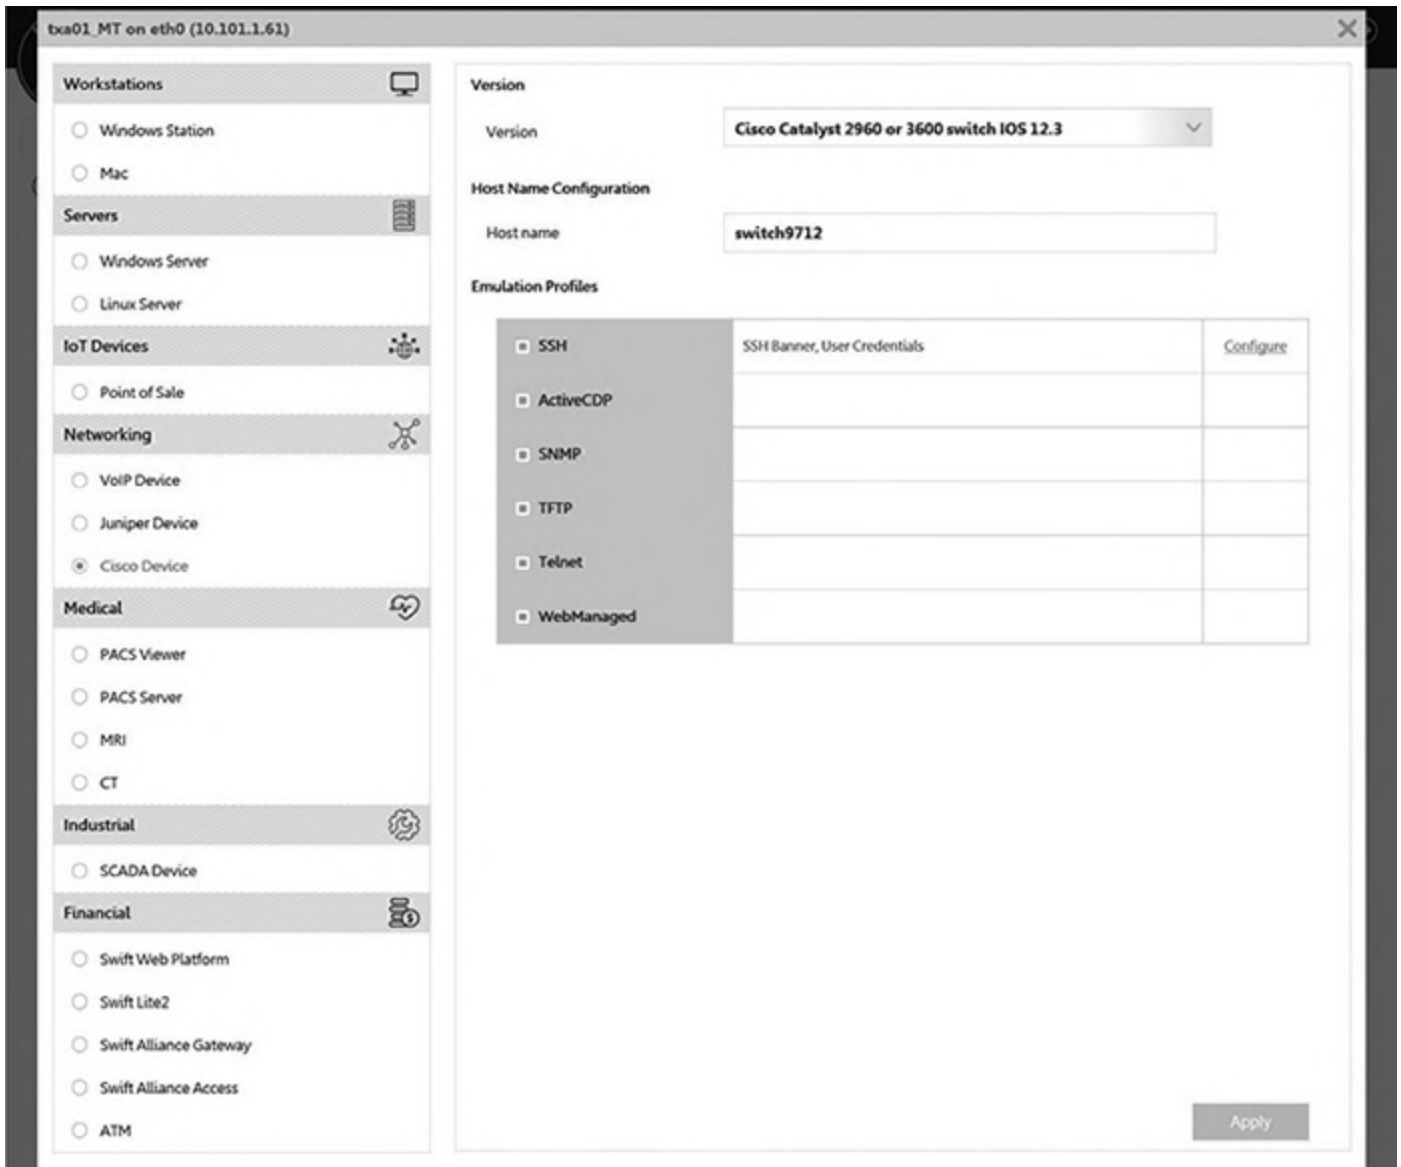 txa01_MT on eth0 (10.101.1.61)
Workstations
Windows Station
Mac
Servers
Windows Server
Linux Server
IoT Devices
Point of Sale
Networking
VoIP Device
Juniper Device
Cisco Device
Medical
PACS Viewer
PACS Server
MRI
CT
Industrial
SCADA Device
Financial
Swift Web Platform
Swift Lite2
Swift Alliance Gateway
Swift Alliance Access
ATM
Version
Version Cisco Catalyst 2960 or 3600 switch IOS 12.3
Host Name Configuration
Host name switch9712
Emulation Profiles
SSH SSH Banner, User Credentials Configure
ActiveCDP
SNMP
TFTP
Telnet
WebManaged
Apply